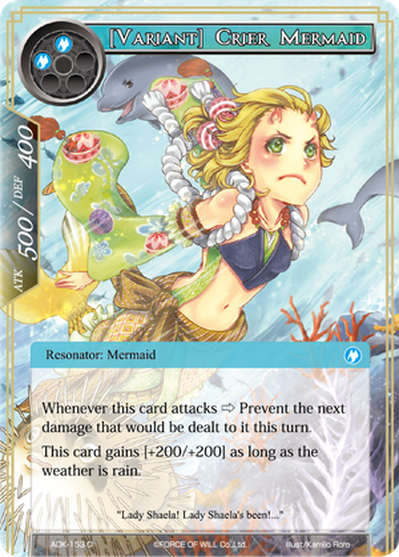 [Variant] Crier Mermaid
ATK 500 / DEF 400
Resonator: Mermaid
Whenever this card attacks ⇨ Prevent the next
damage that would be dealt to it this turn.
This card gains [+200/+200] as long as the
weather is rain.
"Lady Shaela! Lady Shaela's been!..."
AOK-153 C ©FORCE OF WILL Co.,Ltd. Illust/Kamijo Roro